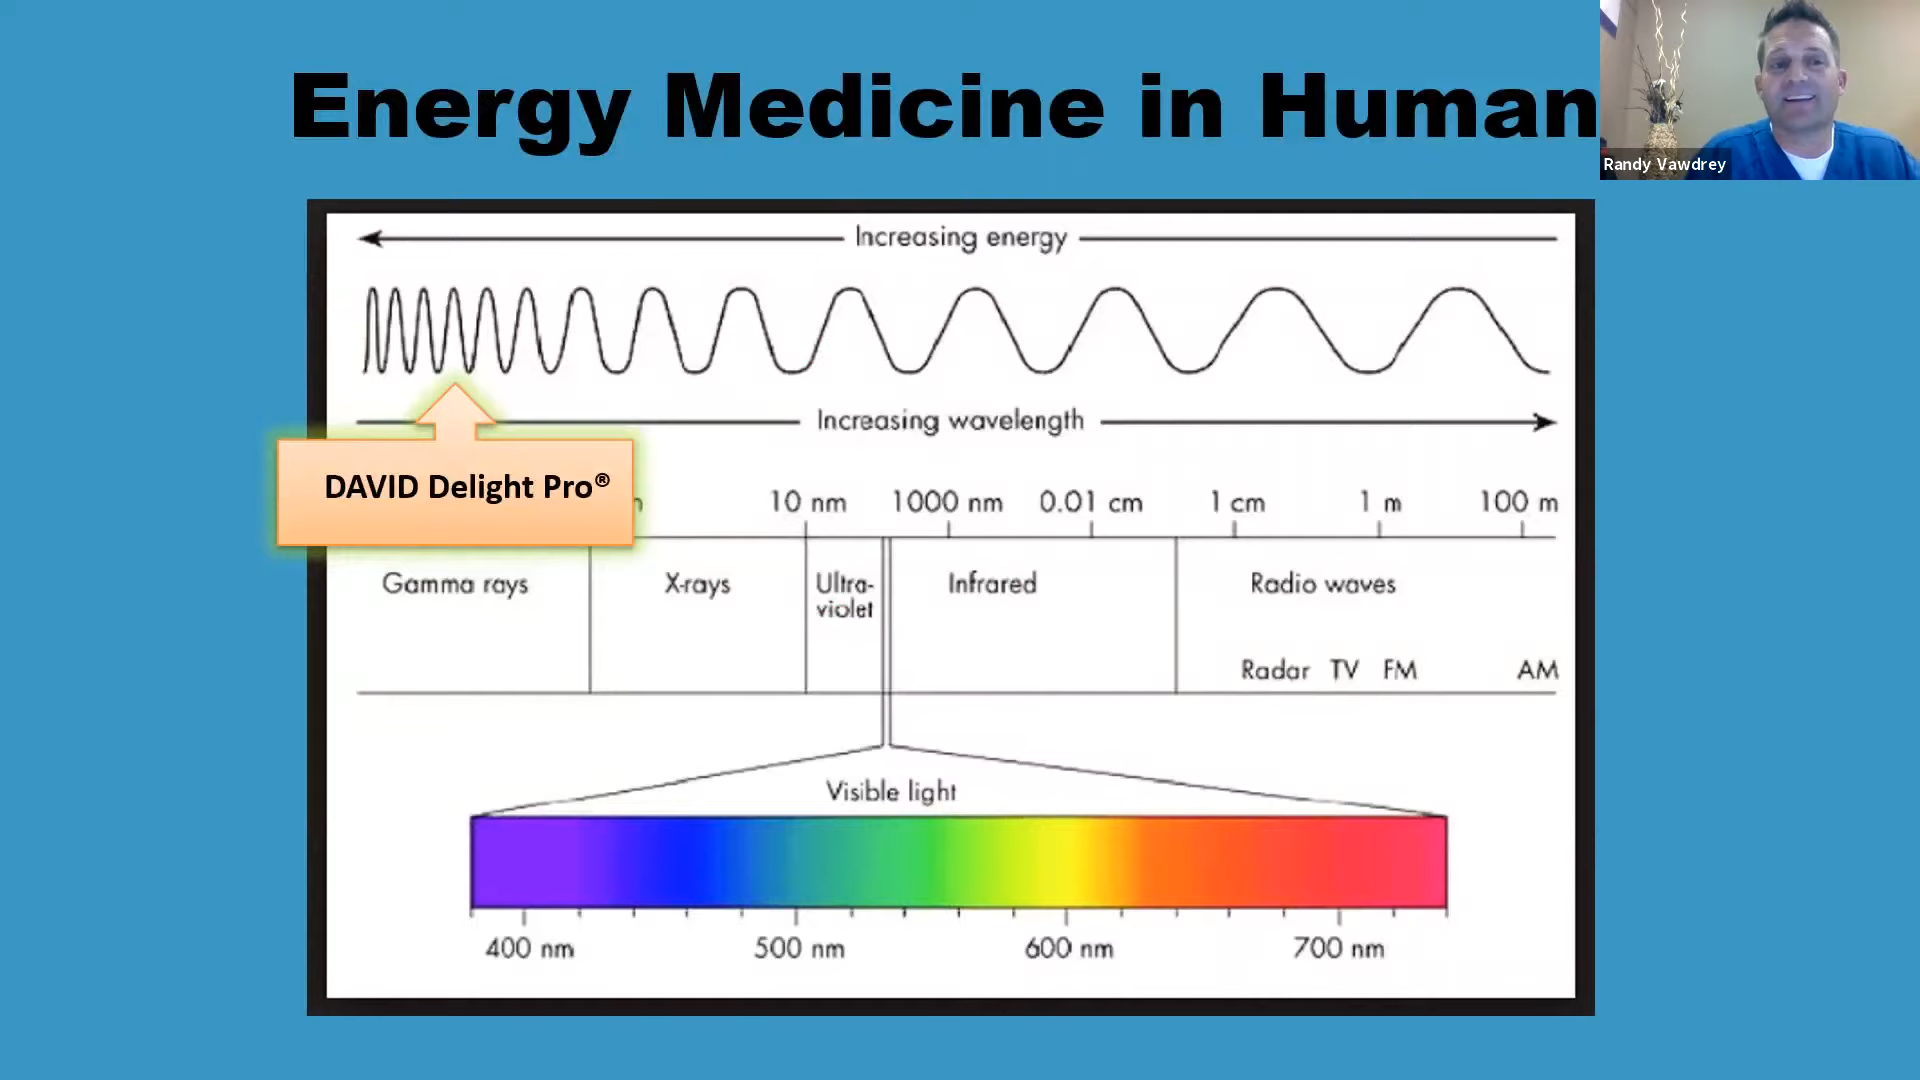 Energy Medicine in Human
Randy Vawdrey
Increasing energy
Increasing wavelength
DAVID Delight Pro®
10 nm 1000 nm 0.01 cm 1 cm 1 m 100 m
Gamma rays X-rays Ultra- Infrared Radio waves
violet
Radar TV FM AM
Visible light
400 nm 500 nm 600 nm 700 nm